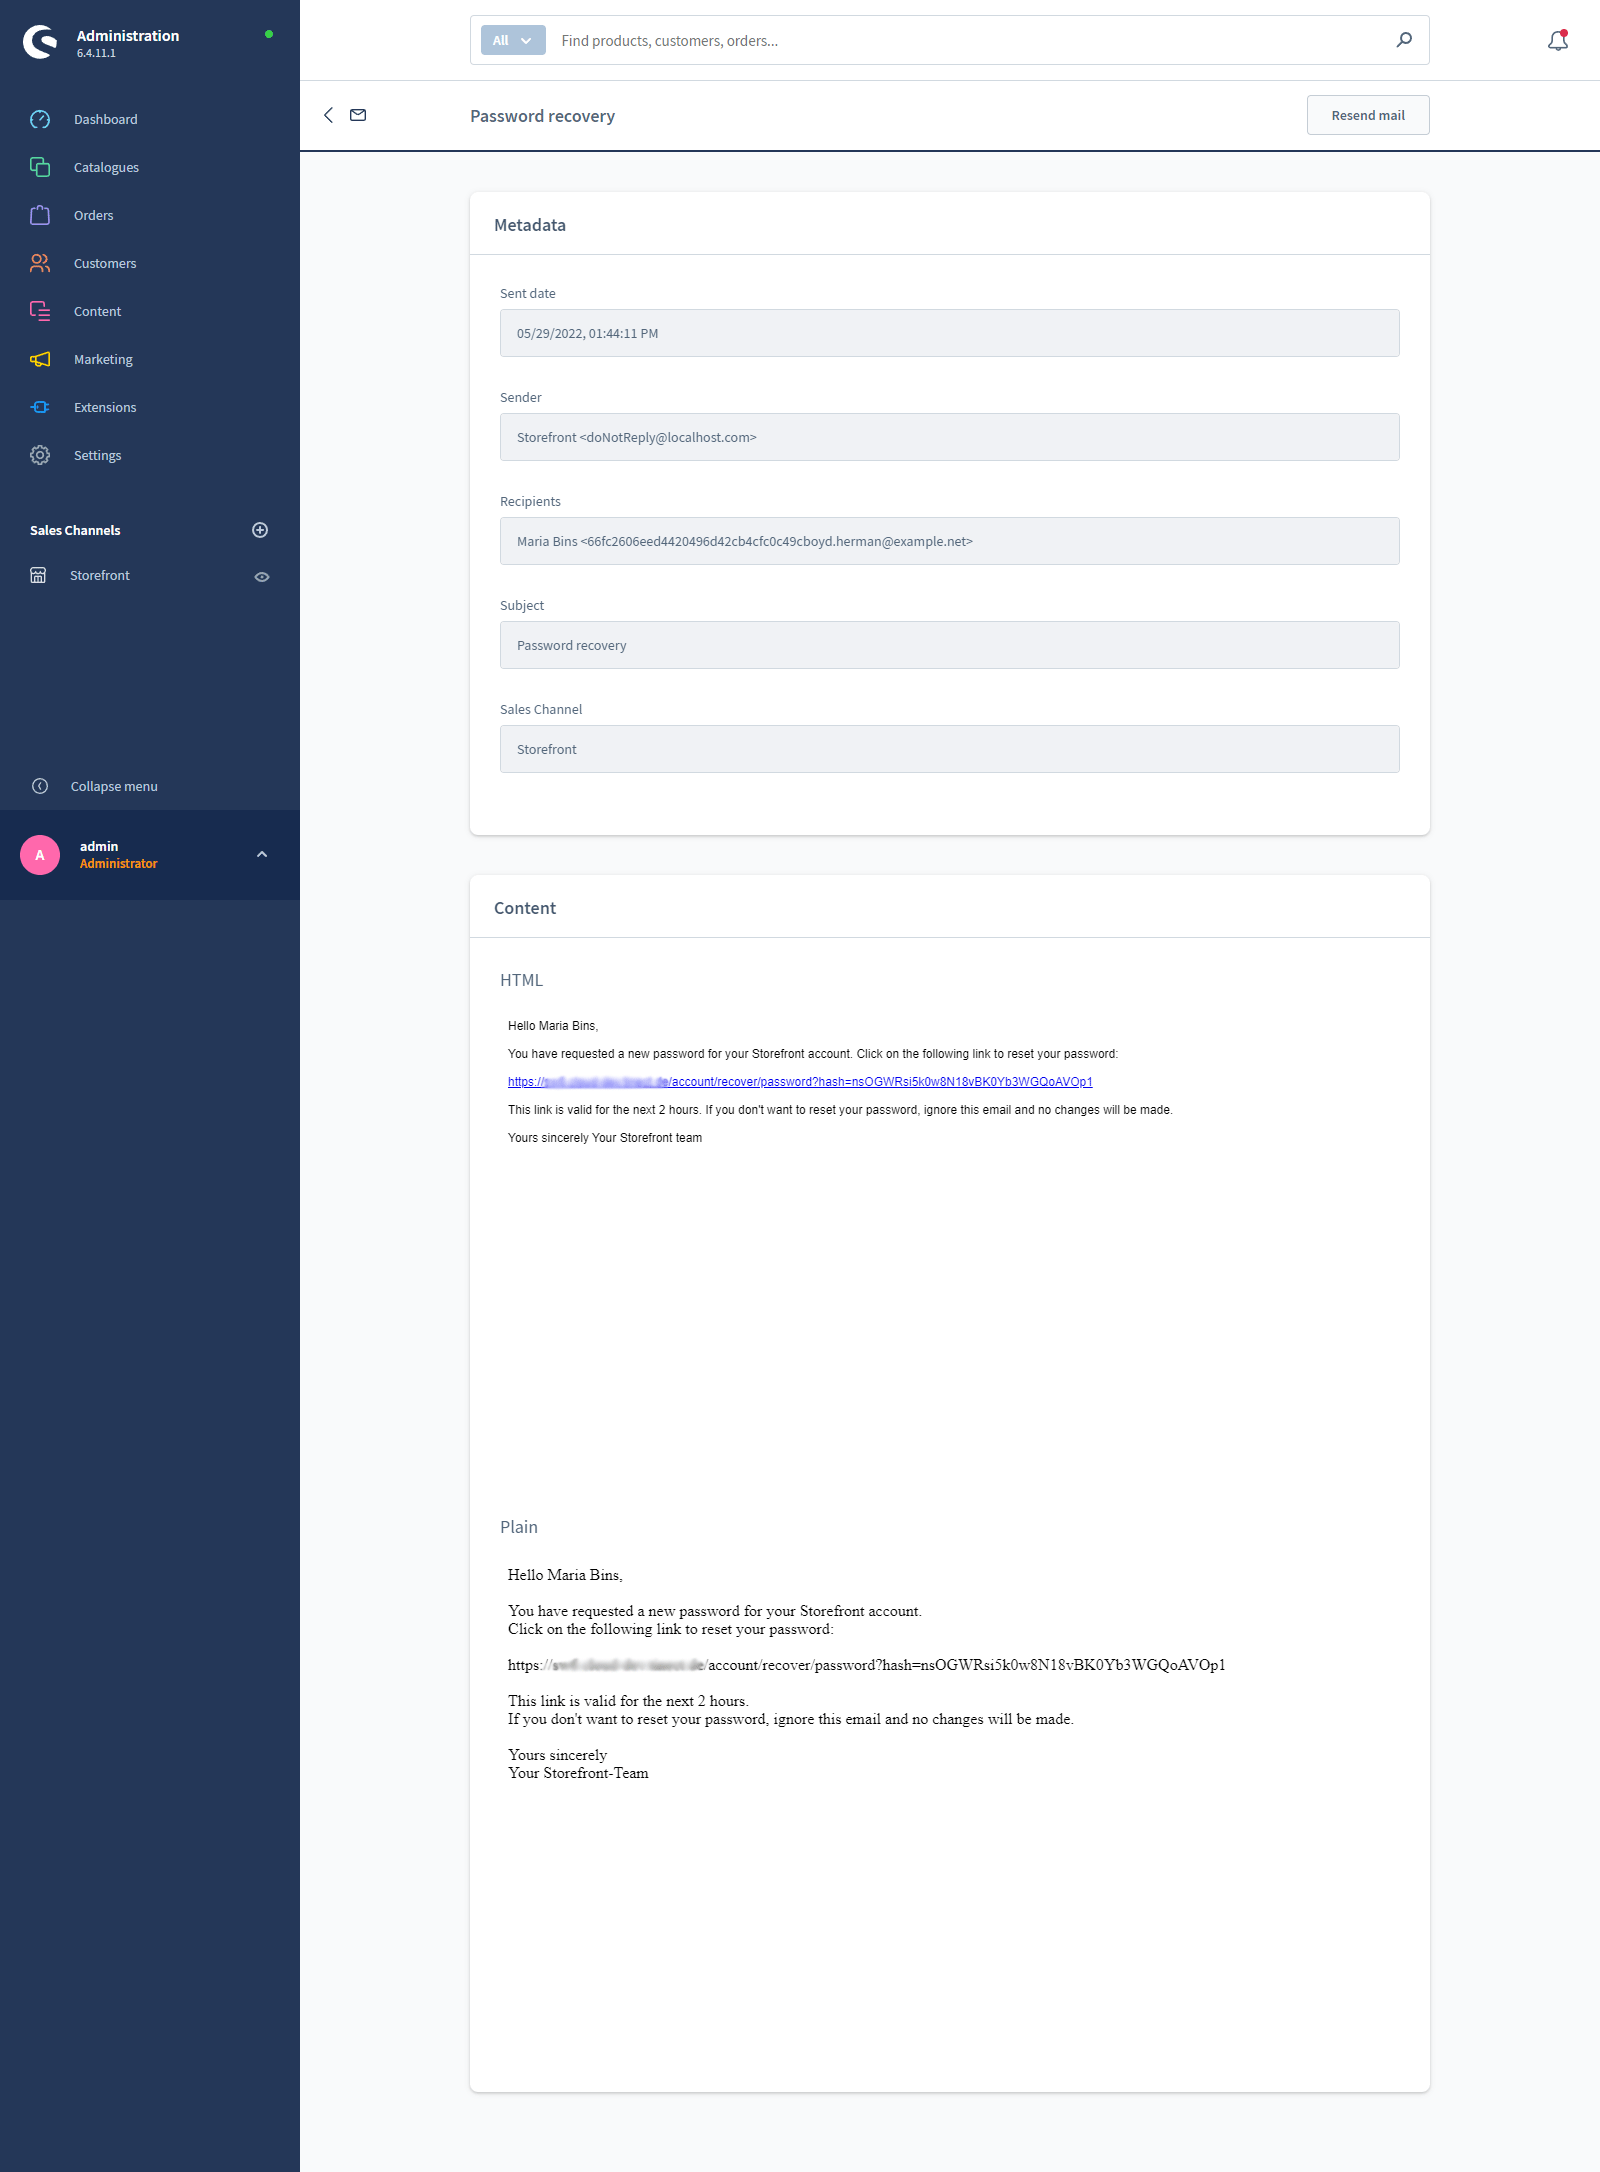 Administration
6.4.11.1
Dashboard
Catalogues
Orders
Customers
Content
Marketing
Extensions
Settings
Sales Channels
Storefront
Collapse menu
A
admin
Administrator
All
Find products, customers, orders...
Password recovery
Resend mail
Metadata
Sent date
05/29/2022, 01:44:11 PM
Sender
Storefront <doNotReply@localhost.com>
Recipients
Maria Bins <66fc2606eed4420496d42cb4cfc0c49cboyd.herman@example.net>
Subject
Password recovery
Sales Channel
Storefront
Content
HTML
Hello Maria Bins,
You have requested a new password for your Storefront account. Click on the following link to reset your password:
https:///account/recover/password?hash=nsOGWRsi5k0w8N18vBK0Yb3WGQoAVOp1
This link is valid for the next 2 hours. If you don't want to reset your password, ignore this email and no changes will be made.
Yours sincerely Your Storefront team
Plain
Hello Maria Bins,
You have requested a new password for your Storefront account.
Click on the following link to reset your password:
https:///account/recover/password?hash=nsOGWRsi5k0w8N18vBK0Yb3WGQoAVOp1
This link is valid for the next 2 hours.
If you don't want to reset your password, ignore this email and no changes will be made.
Yours sincerely
Your Storefront-Team